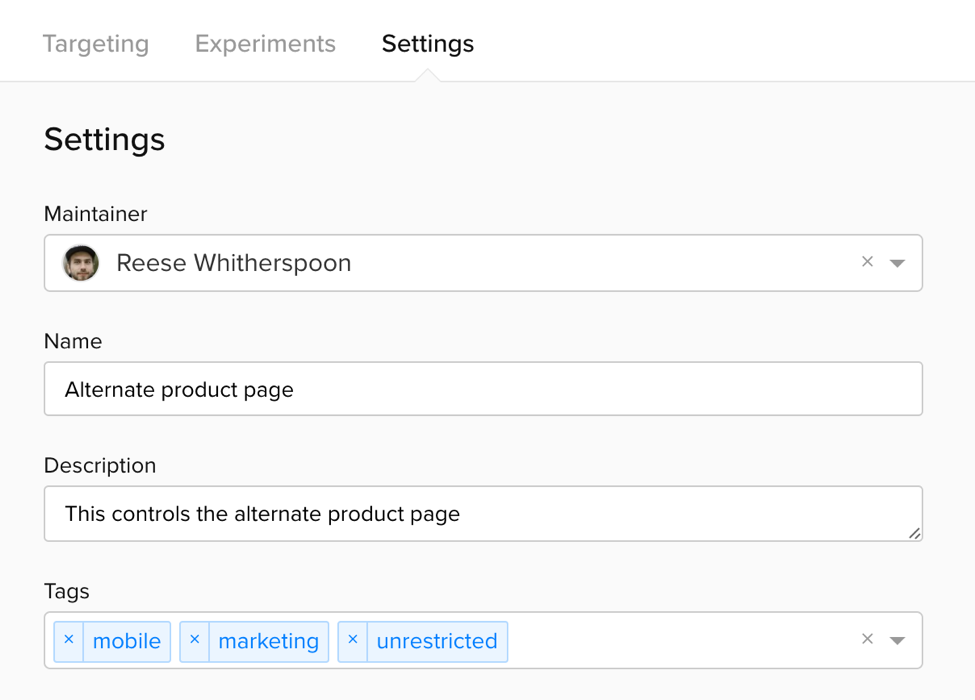 Targeting Experiments Settings
Settings
Maintainer
Reese Whitherspoon ×
Name
Alternate product page
Description
This controls the alternate product page
Tags
× mobile × marketing × unrestricted ×